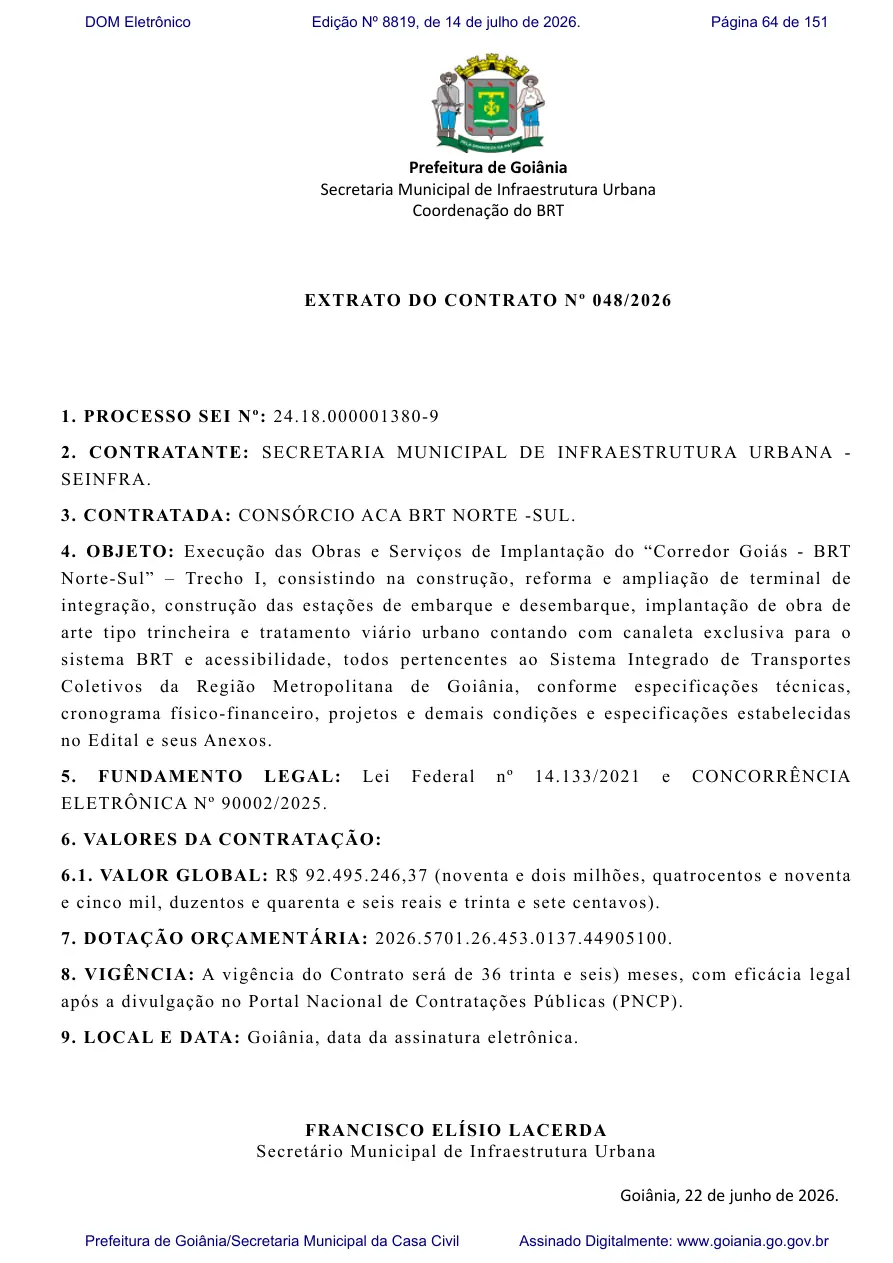 DOM Eletrônico Edição Nº 8819, de 14 de julho de 2026. Página 64 de 151
PELA GRANDEZA DA PÁTRIA
Prefeitura de Goiânia
Secretaria Municipal de Infraestrutura Urbana
Coordenação do BRT
EXTRATO DO CONTRATO Nº 048/2026
1. PROCESSO SEI Nº: 24.18.000001380-9
2. CONTRATANTE: SECRETARIA MUNICIPAL DE INFRAESTRUTURA URBANA -
SEINFRA.
3. CONTRATADA: CONSÓRCIO ACA BRT NORTE -SUL.
4. OBJETO: Execução das Obras e Serviços de Implantação do “Corredor Goiás - BRT
Norte-Sul” – Trecho I, consistindo na construção, reforma e ampliação de terminal de
integração, construção das estações de embarque e desembarque, implantação de obra de
arte tipo trincheira e tratamento viário urbano contando com canaleta exclusiva para o
sistema BRT e acessibilidade, todos pertencentes ao Sistema Integrado de Transportes
Coletivos da Região Metropolitana de Goiânia, conforme especificações técnicas,
cronograma físico-financeiro, projetos e demais condições e especificações estabelecidas
no Edital e seus Anexos.
5. FUNDAMENTO LEGAL: Lei Federal nº 14.133/2021 e CONCORRÊNCIA
ELETRÔNICA Nº 90002/2025.
6. VALORES DA CONTRATAÇÃO:
6.1. VALOR GLOBAL: R$ 92.495.246,37 (noventa e dois milhões, quatrocentos e noventa
e cinco mil, duzentos e quarenta e seis reais e trinta e sete centavos).
7. DOTAÇÃO ORÇAMENTÁRIA: 2026.5701.26.453.0137.44905100.
8. VIGÊNCIA: A vigência do Contrato será de 36 trinta e seis) meses, com eficácia legal
após a divulgação no Portal Nacional de Contratações Públicas (PNCP).
9. LOCAL E DATA: Goiânia, data da assinatura eletrônica.
FRANCISCO ELÍSIO LACERDA
Secretário Municipal de Infraestrutura Urbana
Goiânia, 22 de junho de 2026.
Prefeitura de Goiânia/Secretaria Municipal da Casa Civil Assinado Digitalmente: www.goiania.go.gov.br